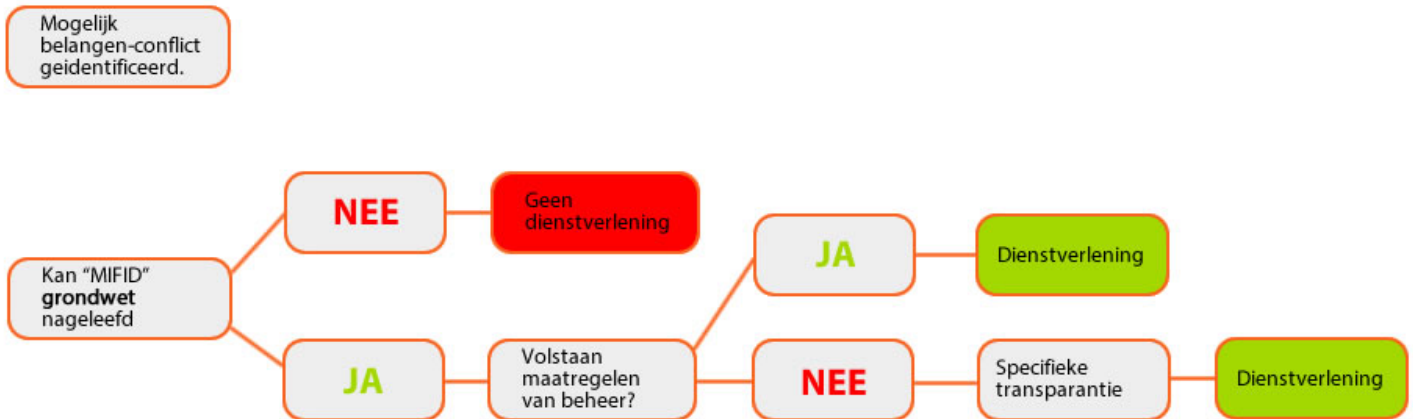 Mogelijk
belangen-conflict
geidentificeerd.
Kan “MIFID”
grondwet
nageleefd
NEE
Geen
dienstverlening
JA
Volstaan
maatregelen
van beheer?
JA
Dienstverlening
NEE
Specifieke
transparantie
Dienstverlening